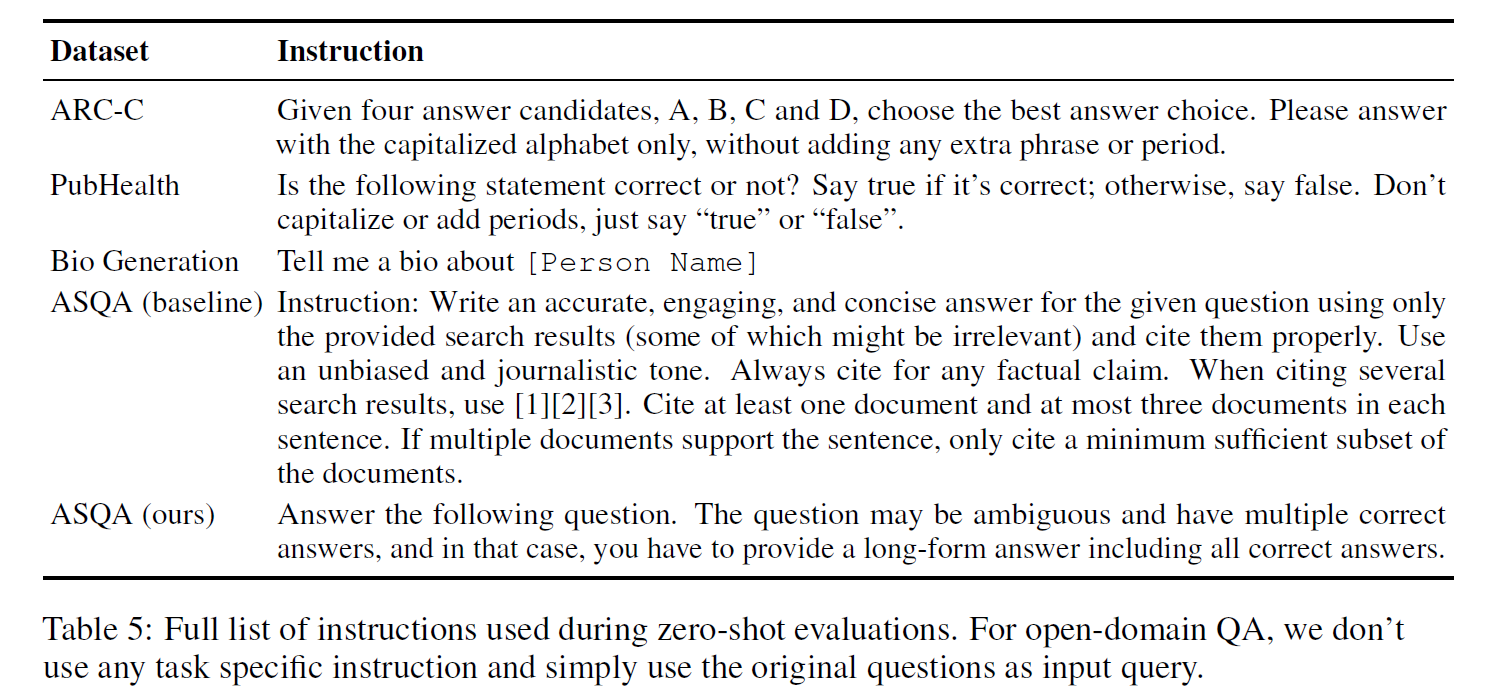 Dataset Instruction
ARC-C Given four answer candidates, A, B, C and D, choose the best answer choice. Please answer
with the capitalized alphabet only, without adding any extra phrase or period.
PubHealth Is the following statement correct or not? Say true if it's correct; otherwise, say false. Don't
capitalize or add periods, just say “true” or “false”.
Bio Generation Tell me a bio about [Person Name]
ASQA (baseline) Instruction: Write an accurate, engaging, and concise answer for the given question using only
the provided search results (some of which might be irrelevant) and cite them properly. Use
an unbiased and journalistic tone. Always cite for any factual claim. When citing several
search results, use [1][2][3]. Cite at least one document and at most three documents in each
sentence. If multiple documents support the sentence, only cite a minimum sufficient subset of
the documents.
ASQA (ours) Answer the following question. The question may be ambiguous and have multiple correct
answers, and in that case, you have to provide a long-form answer including all correct answers.
Table 5: Full list of instructions used during zero-shot evaluations. For open-domain QA, we don't
use any task specific instruction and simply use the original questions as input query.